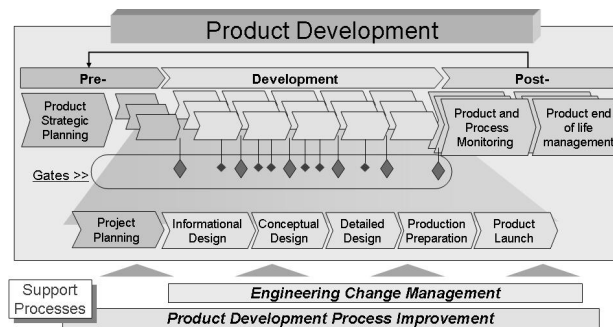 Product Development
Pre-
Development
Post-
Product
Strategic
Planning
Product and
Process
Monitoring
Product end
of life
management
Gates >>
Project
Planning
Informational
Design
Conceptual
Design
Detailed
Design
Production
Preparation
Product
Launch
Support
Processes
Engineering Change Management
Product Development Process Improvement